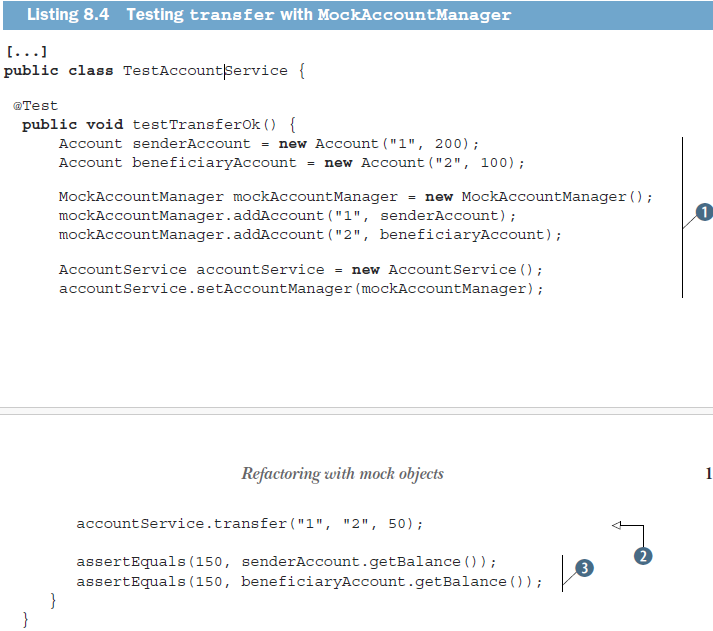 Listing 8.4 Testing transfer with MockAccountManager
[...]
public class TestAccountService {
@Test
public void testTransferOk() {
Account senderAccount = new Account("1", 200);
Account beneficiaryAccount = new Account("2", 100);
MockAccountManager mockAccountManager = new MockAccountManager();
mockAccountManager.addAccount("1", senderAccount);
mockAccountManager.addAccount("2", beneficiaryAccount);
1
AccountService accountService = new AccountService();
accountService.setAccountManager(mockAccountManager);
Refactoring with mock objects 1
accountService.transfer("1", "2", 50);
2
assertEquals(150, senderAccount.getBalance());
assertEquals(150, beneficiaryAccount.getBalance());
3
}
}